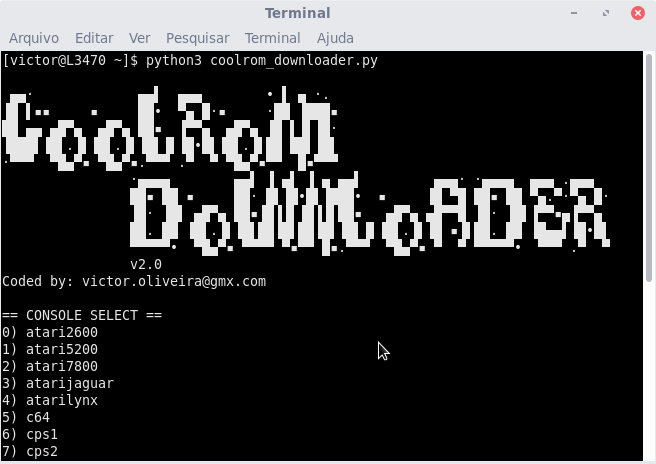 Terminal
Arquivo Editar Ver Pesquisar Terminal Ajuda
[victor@L3470 ~]$ python3 coolrom_downloader.py
CooLRoM
DoWNLoADER
v2.0
Coded by: victor.oliveira@gmx.com
== CONSOLE SELECT ==
0) atari2600
1) atari5200
2) atari7800
3) atarijaguar
4) atarilynx
5) c64
6) cps1
7) cps2